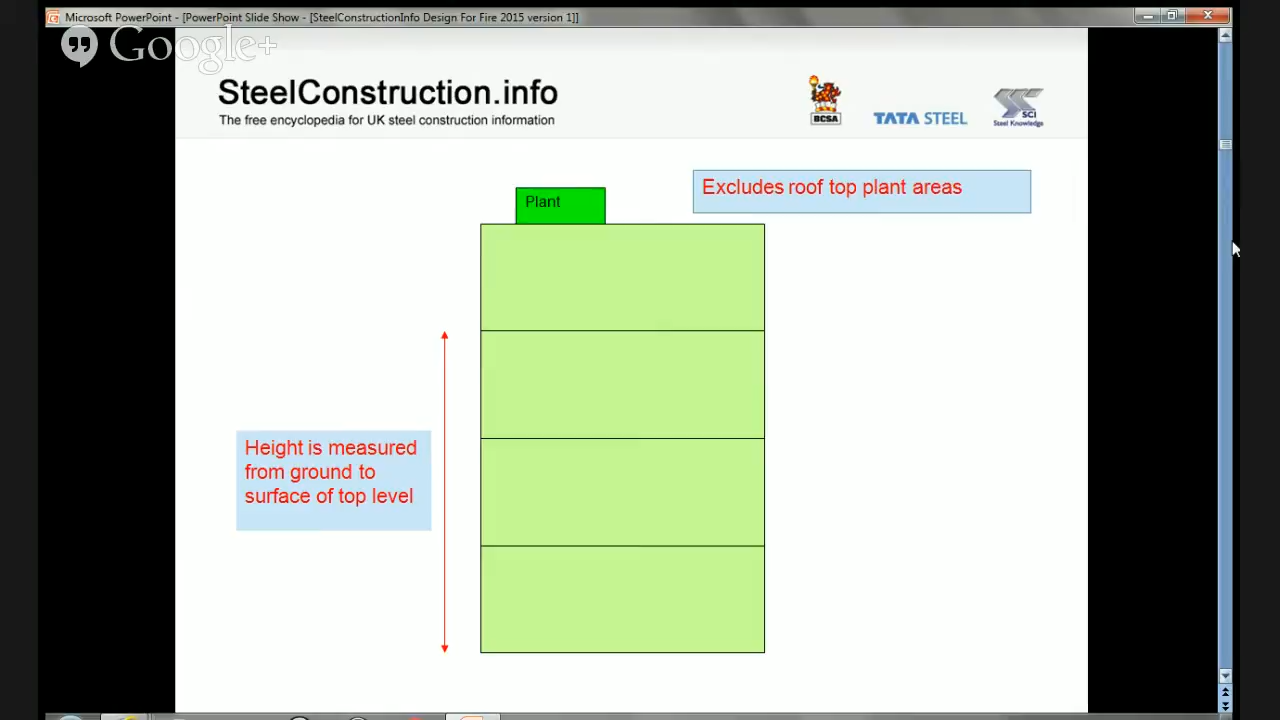 Microsoft PowerPoint - [PowerPoint Slide Show - [SteelConstructionInfo Design For Fire 2015 version 1]]
Google+
SteelConstruction.info
The free encyclopedia for UK steel construction information
BCSA
TATA STEEL
SCI
Steel Knowledge
Excludes roof top plant areas
Plant
Height is measured
from ground to
surface of top level